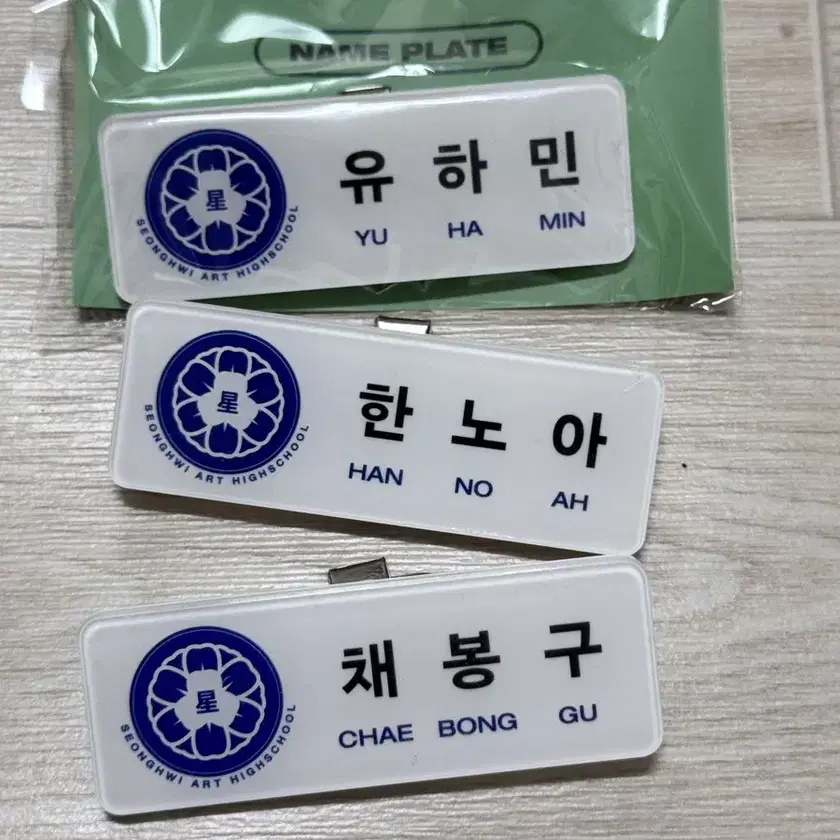 NAME PLATE
星
SEONGHWI ART HIGHSCHOOL
유 하 민
YU HA MIN
星
SEONGHWI ART HIGHSCHOOL
한 노 아
HAN NO AH
星
SEONGHWI ART HIGHSCHOOL
채 봉 구
CHAE BONG GU